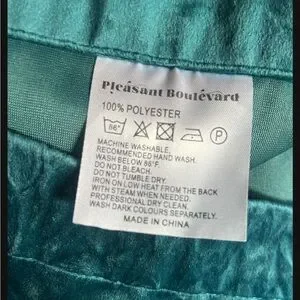 Pleasant Boulevard
100% POLYESTER
86° P
MACHINE WASHABLE.
RECOMMENDED HAND WASH.
WASH BELOW 86°F.
DO NOT BLEACH.
DO NOT TUMBLE DRY.
IRON ON LOW HEAT FROM THE BACK
WITH STEAM WHEN NEEDED.
PROFESSIONAL DRY CLEAN.
WASH DARK COLOURS SEPARATELY.
MADE IN CHINA